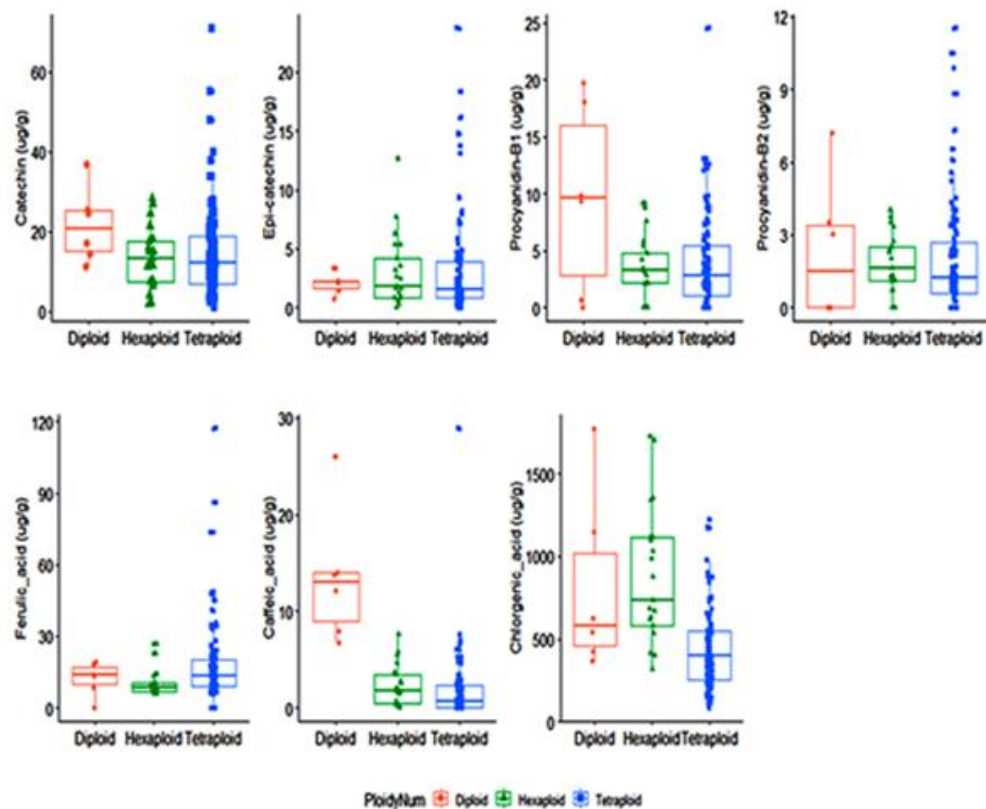 Catechin (ug/g)
60
40
20
0
Diploid Hexaploid Tetraploid
Epi-catechin (ug/g)
20
15
10
5
0
Diploid Hexaploid Tetraploid
Procyanidin-B1 (ug/g)
25
20
15
10
5
0
Diploid Hexaploid Tetraploid
Procyanidin-B2 (ug/g)
12
9
6
3
0
Diploid Hexaploid Tetraploid
Ferulic_acid (ug/g)
120
90
60
30
0
Diploid Hexaploid Tetraploid
Caffeic_acid (ug/g)
30
20
10
0
Diploid Hexaploid Tetraploid
Chlorgenic_acid (ug/g)
1500
1000
500
0
Diploid Hexaploid Tetraploid
PloidyNum Diploid Hexaploid Tetraploid